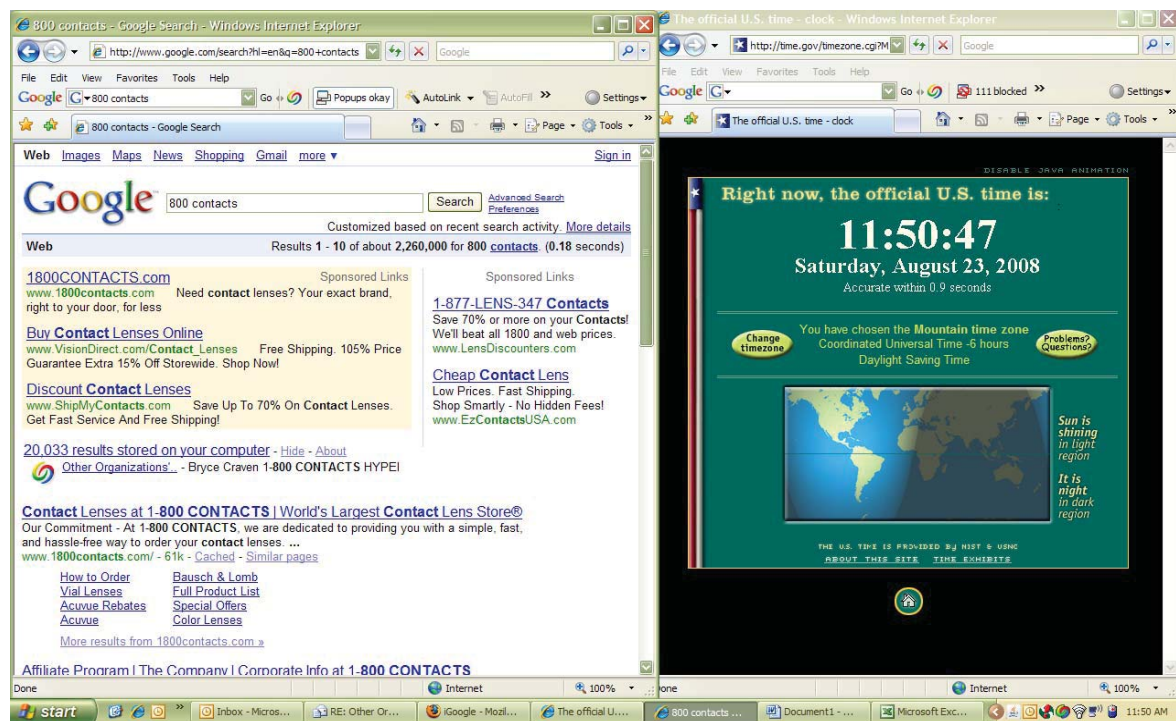 800 contacts - Google Search - Windows Internet Explorer
http://www.google.com/search?hl=en&q=800+contacts
Google
File Edit View Favorites Tools Help
Google G 800 contacts Go Popups okay AutoLink AutoFill » Settings
800 contacts - Google Search Page Tools »
Web Images Maps News Shopping Gmail more ▼ Sign in
Google 800 contacts Search Advanced Search
Preferences
Customized based on recent search activity. More details
Web Results 1 - 10 of about 2,260,000 for 800 contacts. (0.18 seconds)
1800CONTACTS.com Sponsored Links
www.1800contacts.com Need contact lenses? Your exact brand,
right to your door, for less
Buy Contact Lenses Online
www.VisionDirect.com/Contact_Lenses Free Shipping. 105% Price
Guarantee Extra 15% Off Storewide. Shop Now!
Discount Contact Lenses
www.ShipMyContacts.com Save Up To 70% On Contact Lenses.
Get Fast Service And Free Shipping!
Sponsored Links
1-877-LENS-347 Contacts
Save 70% or more on your Contacts!
We'll beat all 1800 and web prices.
www.LensDiscounters.com
Cheap Contact Lens
Low Prices. Fast Shipping.
Shop Smartly - No Hidden Fees!
www.EzContactsUSA.com
20,033 results stored on your computer - Hide - About
Other Organizations'.. - Bryce Craven 1-800 CONTACTS HYPEI
Contact Lenses at 1-800 CONTACTS | World's Largest Contact Lens Store®
Our Commitment - At 1-800 CONTACTS, we are dedicated to providing you with a simple, fast,
and hassle-free way to order your contact lenses. ...
www.1800contacts.com/ - 61k - Cached - Similar pages
How to Order Bausch & Lomb
Vial Lenses Full Product List
Acuvue Rebates Special Offers
Acuvue Color Lenses
More results from 1800contacts.com »
Affiliate Program | The Company | Corporate Info at 1-800 CONTACTS
Done Internet 100%
The official U.S. time - clock - Windows Internet Explorer
http://time.gov/timezone.cgi?M
Google
File Edit View Favorites Tools Help
Google G Go 111 blocked » Settings
The official U.S. time - clock Page Tools »
DISABLE JAVA ANIMATION
Right now, the official U.S. time is:
11:50:47
Saturday, August 23, 2008
Accurate within 0.9 seconds
Change
timezone
You have chosen the Mountain time zone
Coordinated Universal Time -6 hours
Daylight Saving Time
Problems?
Questions?
Sun is
shining
in light
region
It is
night
in dark
region
THE U.S. TIME IS PROVIDED BY NIST & USNO
ABOUT THIS SITE TIME EXHIBITS
one Internet 100%
start » Inbox - Micros... RE: Other Or... iGoogle - Mozil... The official U.... 800 contacts ... Document1 - ... Microsoft Exc... 11:50 AM